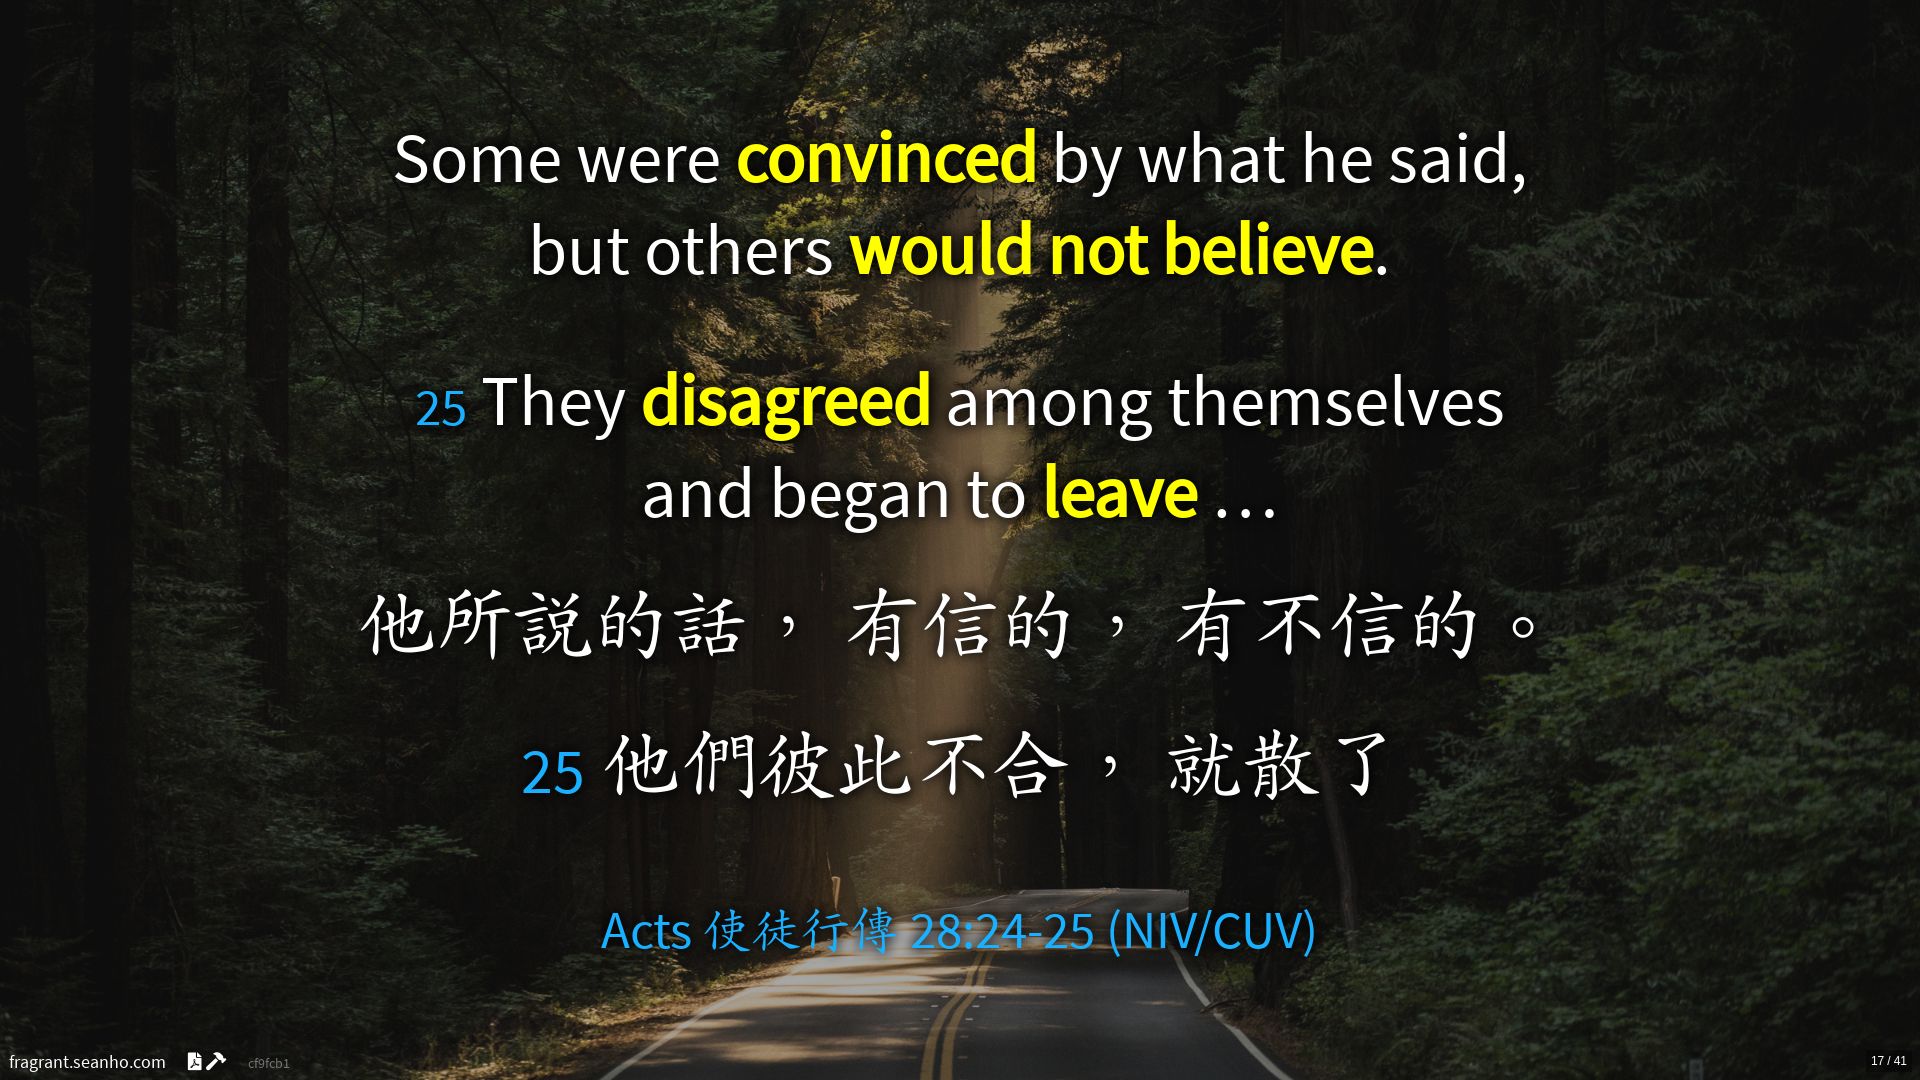 Some were convinced by what he said,
but others would not believe.
25 They disagreed among themselves
and began to leave …
他所説的話， 有信的， 有不信的。
25 他們彼此不合， 就散了
Acts 使徒行傳 28:24-25 (NIV/CUV)
fragrant.seanho.com cf9fcb1
17 / 41